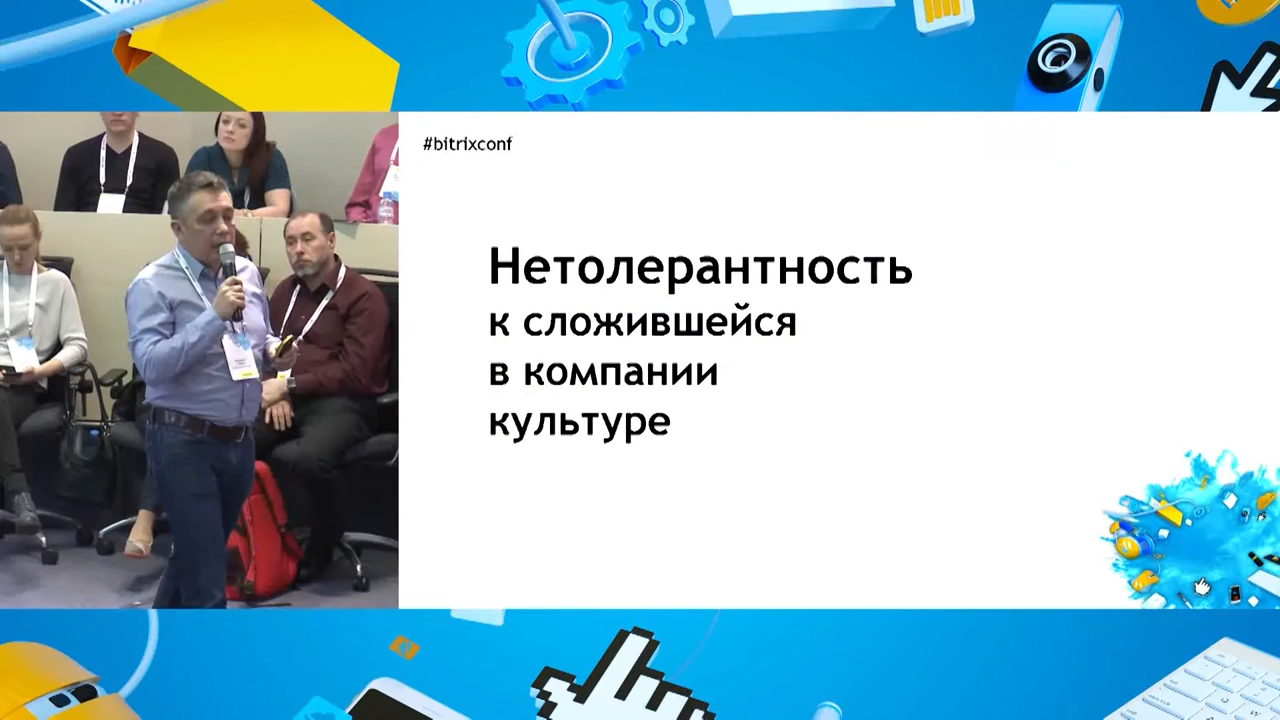 #bitrixconf
Нетолерантность
к сложившейся
в компании
культуре